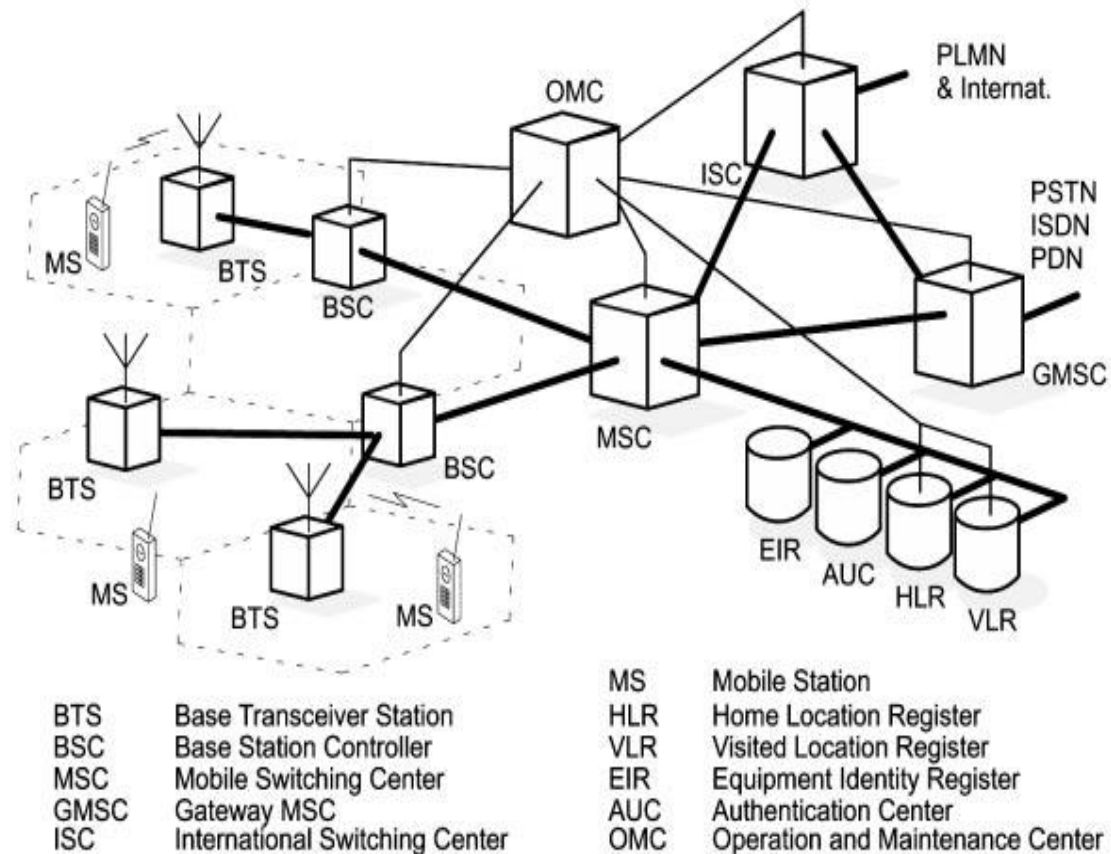 PLMN
& Internat.
OMC
ISC
PSTN
ISDN
PDN
MS
BTS
BSC
GMSC
MSC
BTS
BSC
EIR
AUC
HLR
VLR
MS
BTS
MS
BTS Base Transceiver Station
BSC Base Station Controller
MSC Mobile Switching Center
GMSC Gateway MSC
ISC International Switching Center
MS Mobile Station
HLR Home Location Register
VLR Visited Location Register
EIR Equipment Identity Register
AUC Authentication Center
OMC Operation and Maintenance Center